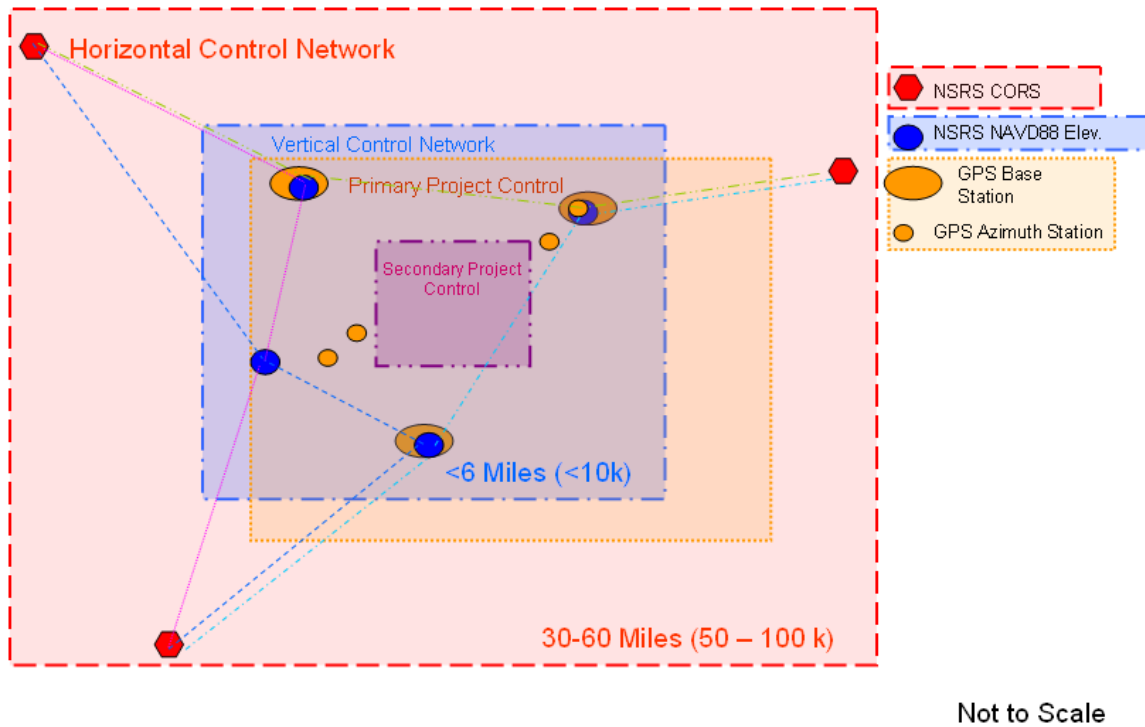 Horizontal Control Network
Vertical Control Network
Primary Project Control
Secondary Project
Control
<6 Miles (<10k)
30-60 Miles (50 – 100 k)
NSRS CORS
NSRS NAVD88 Elev.
GPS Base
Station
GPS Azimuth Station
Not to Scale